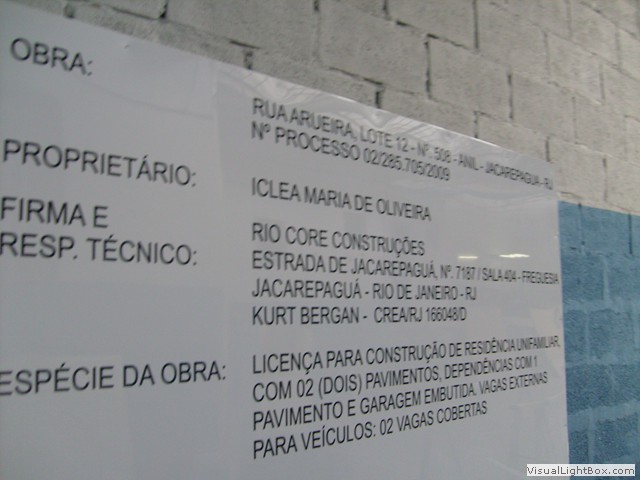 OBRA:
RUA ARUEIRA, LOTE 12 - Nº. 506 - ANIL - JACAREPAGUA - RJ
Nº PROCESSO 02/285.705/2009
PROPRIETÁRIO:
ICLEA MARIA DE OLIVEIRA
FIRMA E
RESP. TÉCNICO:
RIO CORE CONSTRUÇÕES
ESTRADA DE JACAREPAGUÁ, Nº. 7187 / SALA 404 - FREGUESIA
JACAREPAGUÁ - RIO DE JANEIRO - RJ
KURT BERGAN - CREA/RJ 166048/D
ESPÉCIE DA OBRA:
LICENÇA PARA CONSTRUÇÃO DE RESIDÊNCIA UNIFAMILIAR,
COM 02 (DOIS) PAVIMENTOS, DEPENDÊNCIAS COM 1
PAVIMENTO E GARAGEM EMBUTIDA. VAGAS EXTERNAS
PARA VEÍCULOS: 02 VAGAS COBERTAS
VisualLightBox.com